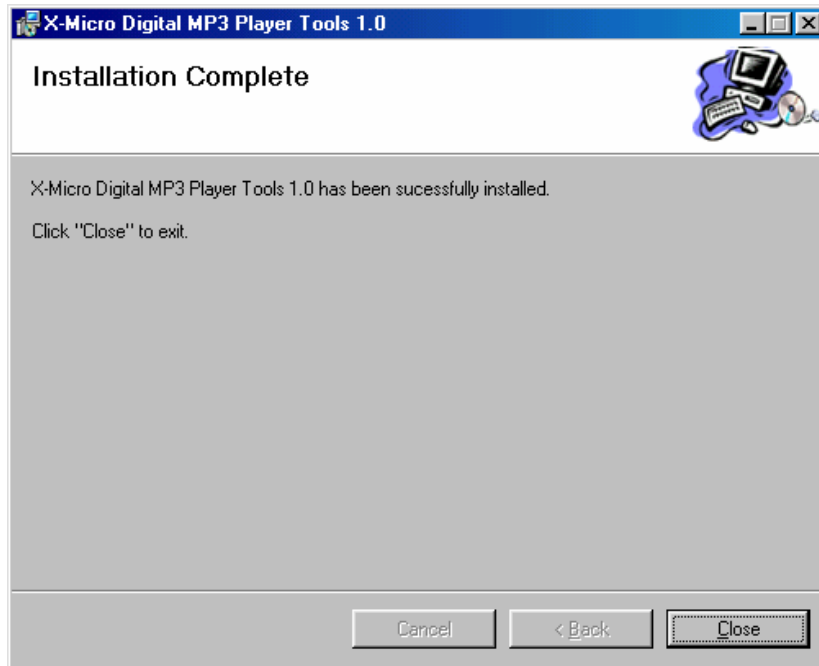 X-Micro Digital MP3 Player Tools 1.0
Installation Complete
X-Micro Digital MP3 Player Tools 1.0 has been sucessfully installed.
Click "Close" to exit.
Cancel
< Back
Close